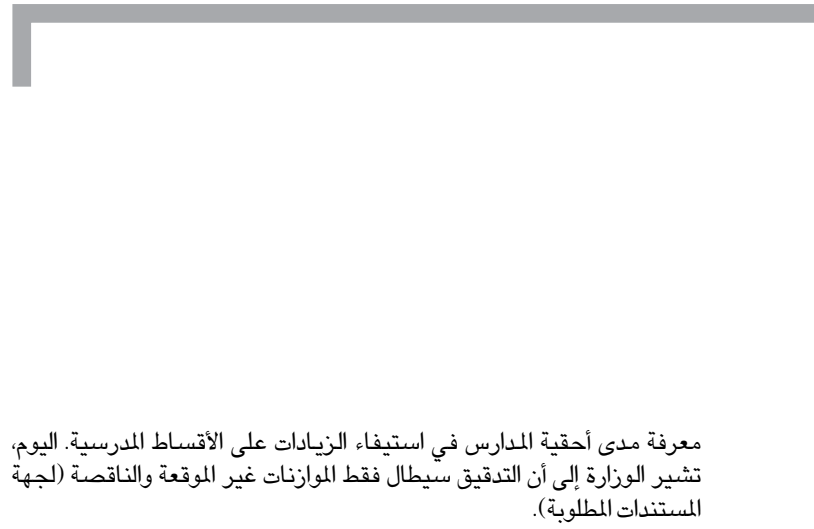 معرفة مدى أحقية المدارس في استيفاء الزيادات على الأقساط المدرسية. اليوم،
تشير الوزارة إلى أن التدقيق سيطال فقط الموازنات غير الموقعة والناقصة (لجهة
المستندات المطلوبة).